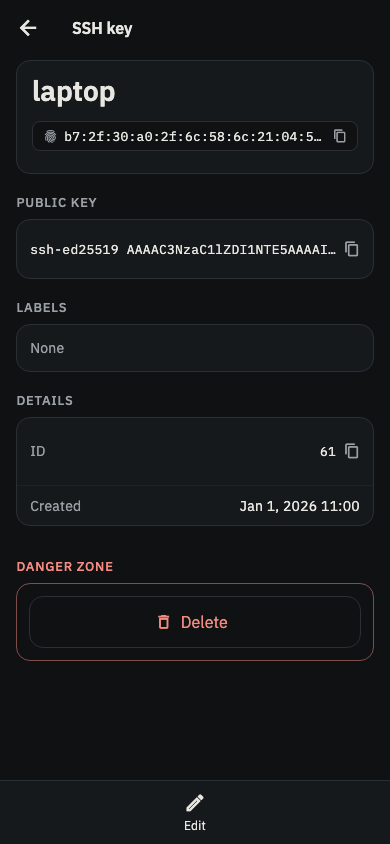 SSH key
laptop
b7:2f:30:a0:2f:6c:58:6c:21:04:5…
PUBLIC KEY
ssh-ed25519 AAAAC3NzaC1lZDI1NTE5AAAAI…
LABELS
None
DETAILS
ID 61
Created Jan 1, 2026 11:00
DANGER ZONE
Delete
Edit